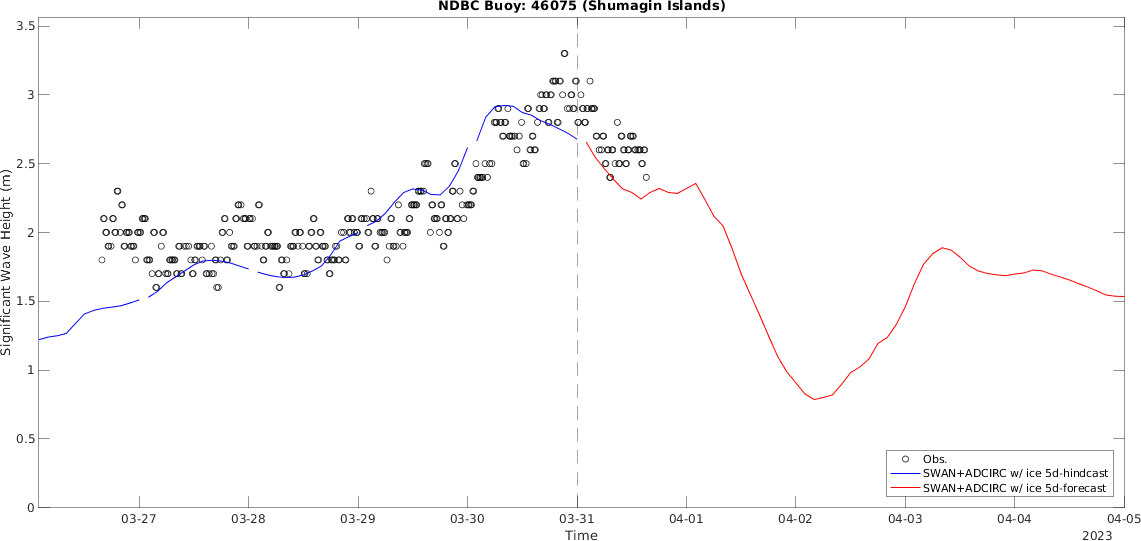 NDBC Buoy: 46075 (Shumagin Islands)
3.5
3
2.5
2
1.5
1
0.5
0
Significant Wave Height (m)
Obs.
SWAN+ADCIRC w/ ice 5d-hindcast
SWAN+ADCIRC w/ ice 5d-forecast
03-27 03-28 03-29 03-30 03-31 04-01 04-02 04-03 04-04 04-05
Time
2023